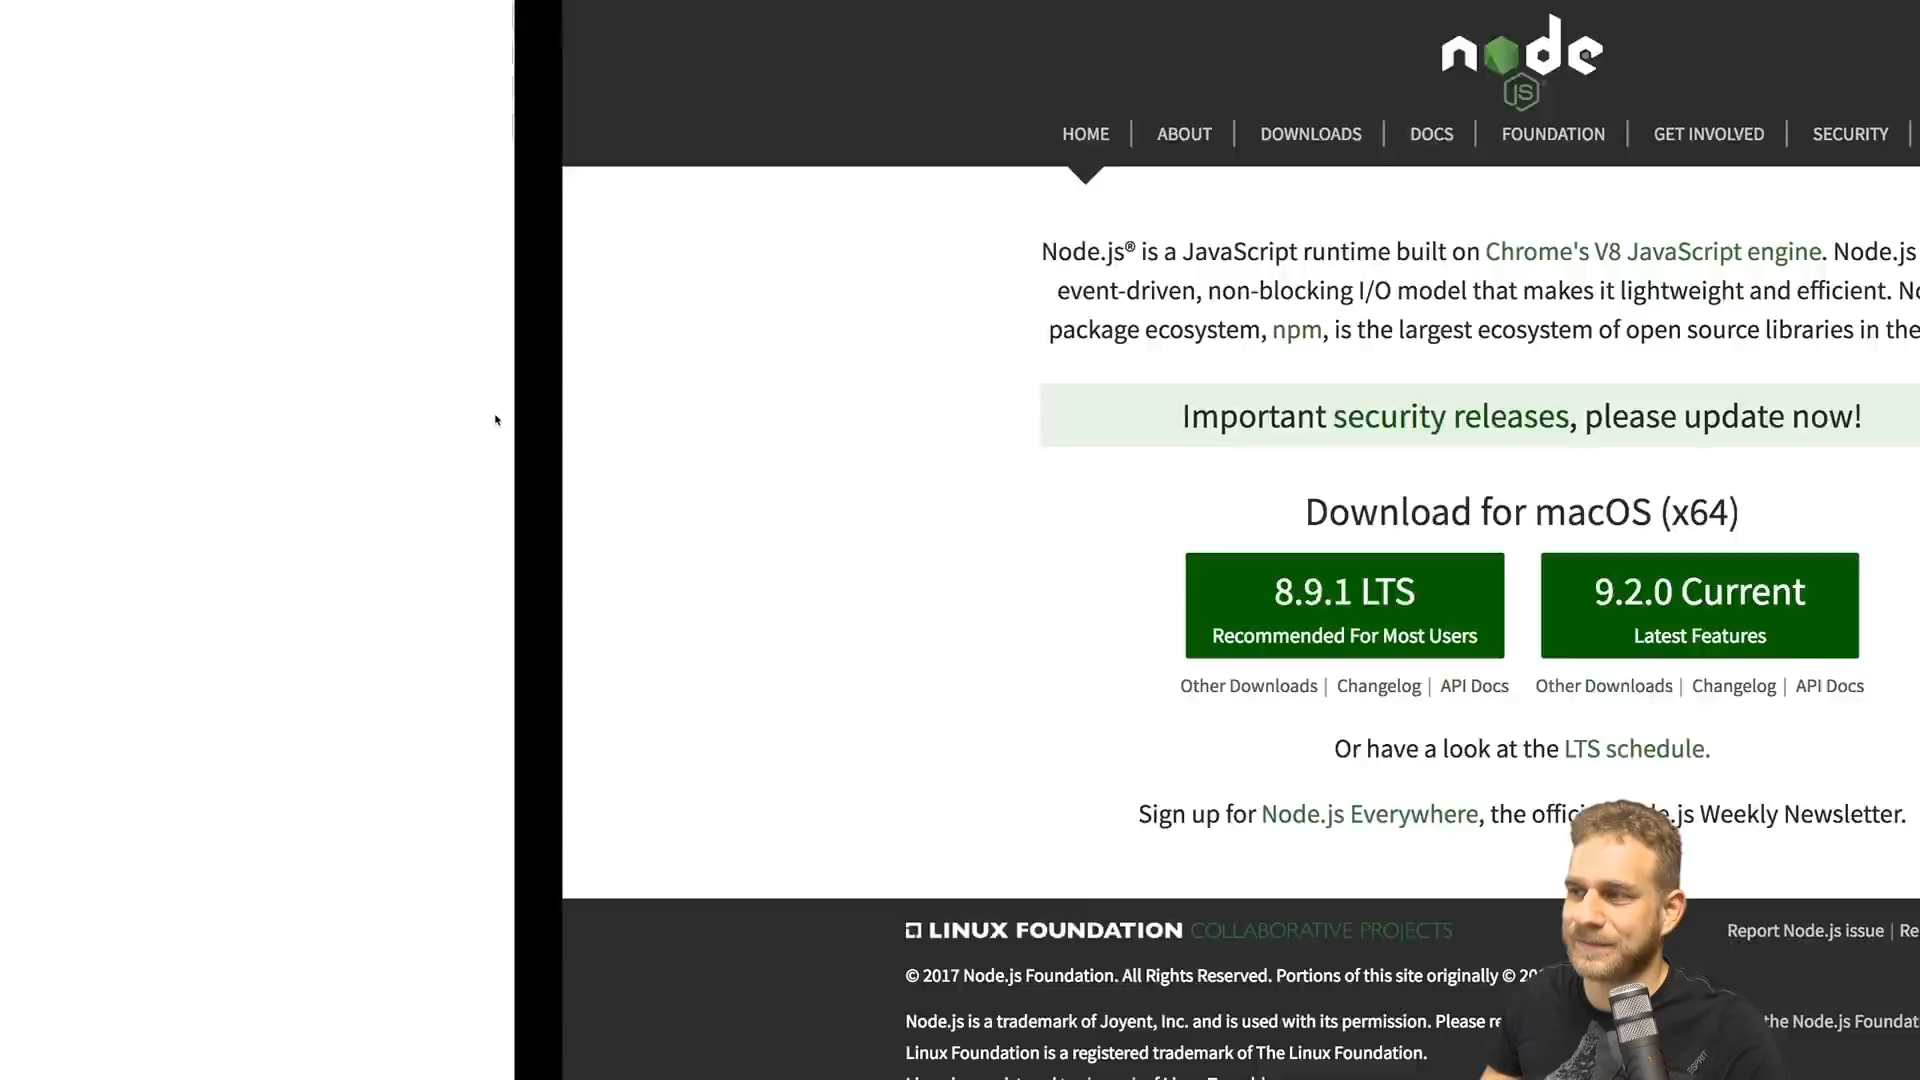 node
JS
HOME | ABOUT | DOWNLOADS | DOCS | FOUNDATION | GET INVOLVED | SECURITY |
Node.js® is a JavaScript runtime built on Chrome's V8 JavaScript engine. Node.js
event-driven, non-blocking I/O model that makes it lightweight and efficient.
package ecosystem, npm, is the largest ecosystem of open source libraries in the
Important security releases, please update now!
Download for macOS (x64)
8.9.1 LTS
Recommended For Most Users
9.2.0 Current
Latest Features
Other Downloads | Changelog | API Docs
Other Downloads | Changelog | API Docs
Or have a look at the LTS schedule.
Sign up for Node.js Everywhere, the .js Weekly Newsletter.
LINUX FOUNDATION COLLABORATIVE PROJECTS
Report Node.js issue |
© 2017 Node.js Foundation. All Rights Reserved. Portions of this site originally ©
Node.js is a trademark of Joyent, Inc. and is used with its permission. Please
the Node.js
Linux Foundation is a registered trademark of The Linux Foundation.
ESPRIT